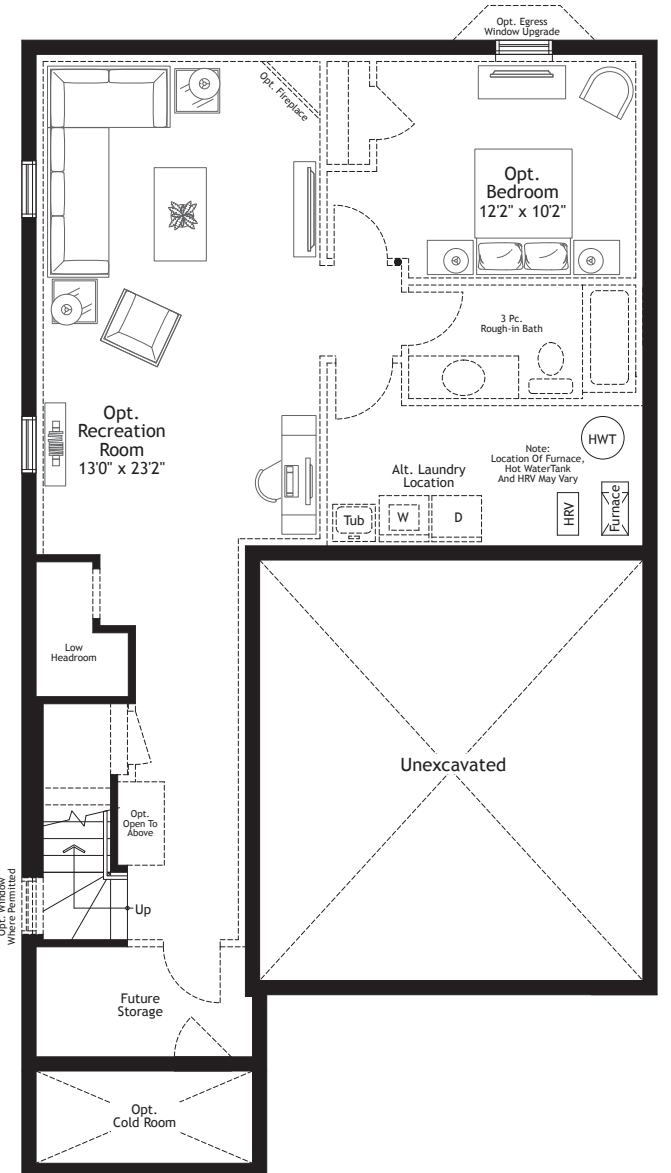 Opt. Egress
Window Upgrade
Opt. Fireplace
Opt.
Bedroom
12'2" x 10'2"
3 Pc.
Rough-in Bath
Opt.
Recreation
Room
13'0" x 23'2"
Alt. Laundry
Location
Note:
Location Of Furnace,
Hot WaterTank
And HRV May Vary
HWT
Tub
W
D
HRV
Furnace
Low
Headroom
Unexcavated
Opt.
Open To
Above
Opt. Window
Where Permitted
Up
Future
Storage
Opt.
Cold Room